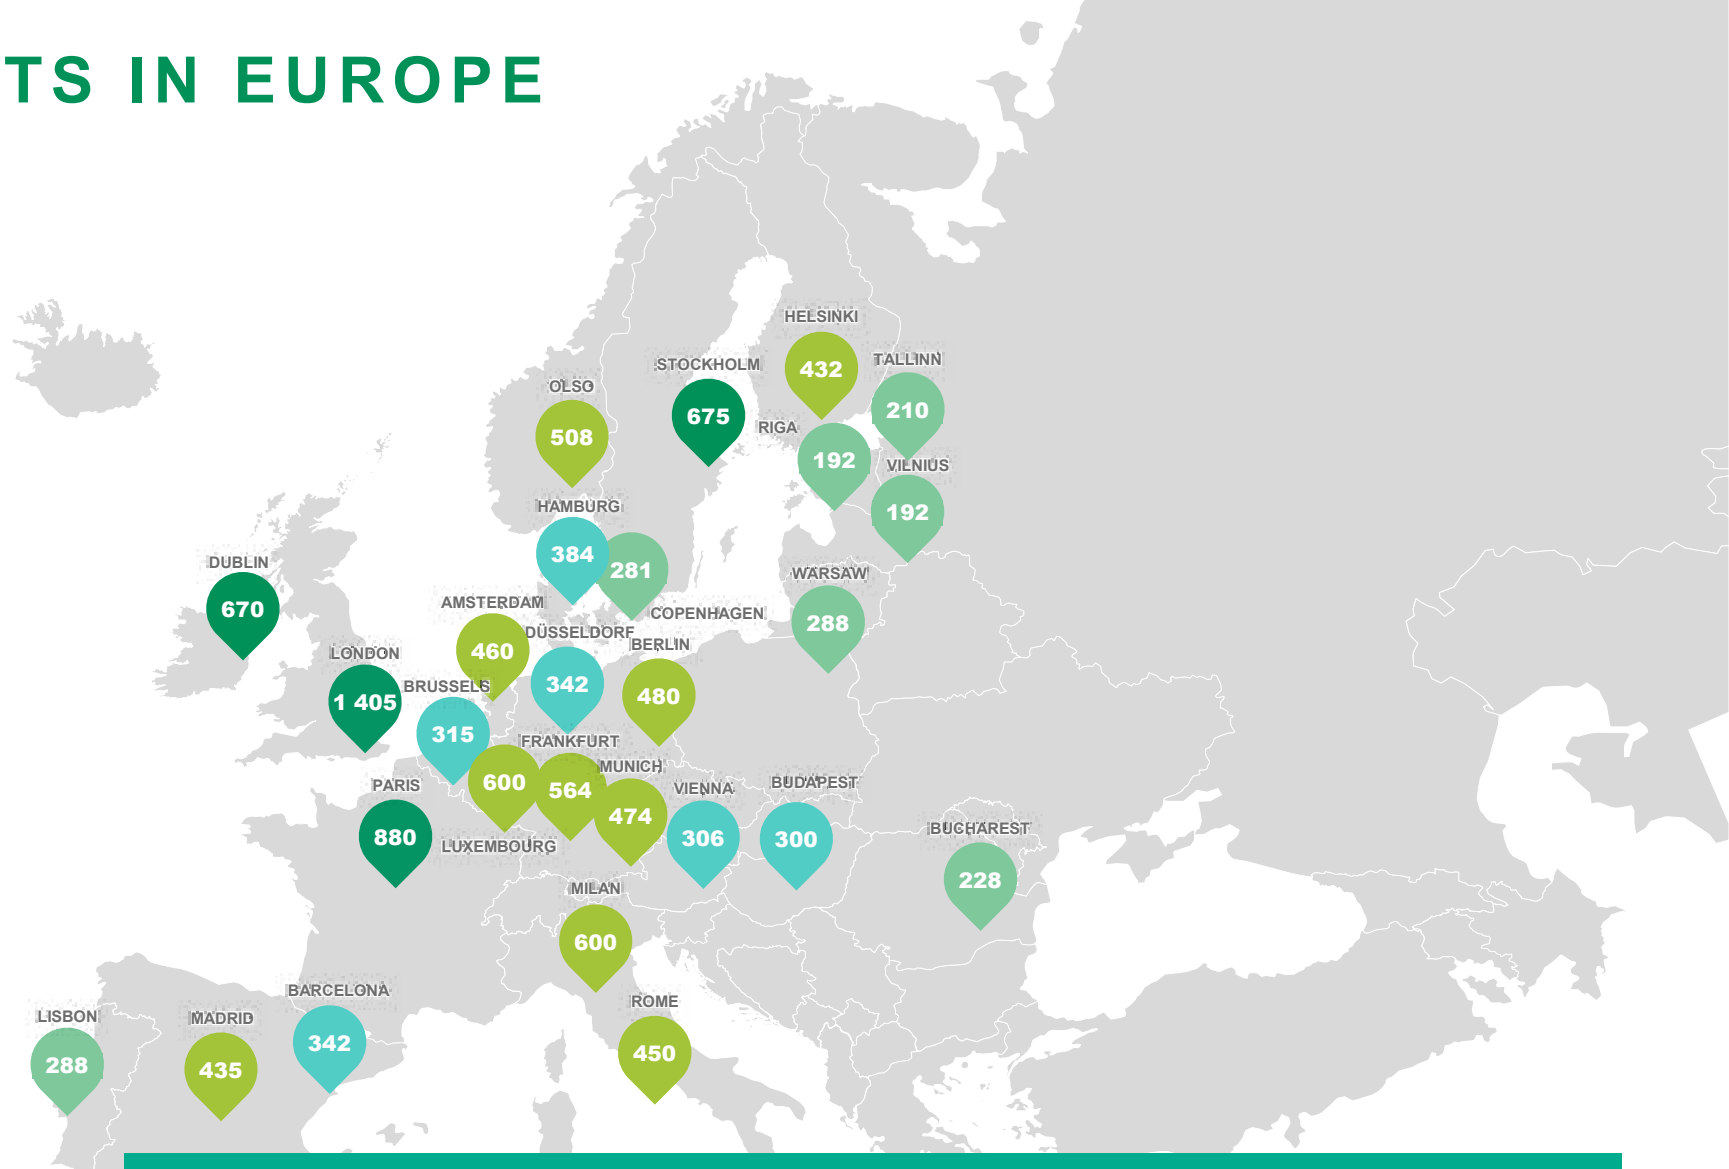 TS IN EUROPE
HELSINKI
432
STOCKHOLM
675
TALLINN
210
OLSO
508
RIGA
192
VILNIUS
192
HAMBURG
384
281
COPENHAGEN
DUBLIN
670
WARSAW
288
AMSTERDAM
460
DÜSSELDORF
342
BERLIN
480
LONDON
1 405
BRUSSELS
315
FRANKFURT
564
MUNICH
474
600
LUXEMBOURG
PARIS
880
VIENNA
306
BUDAPEST
300
BUCHAREST
228
MILAN
600
BARCELONA
342
ROME
450
LISBON
288
MADRID
435